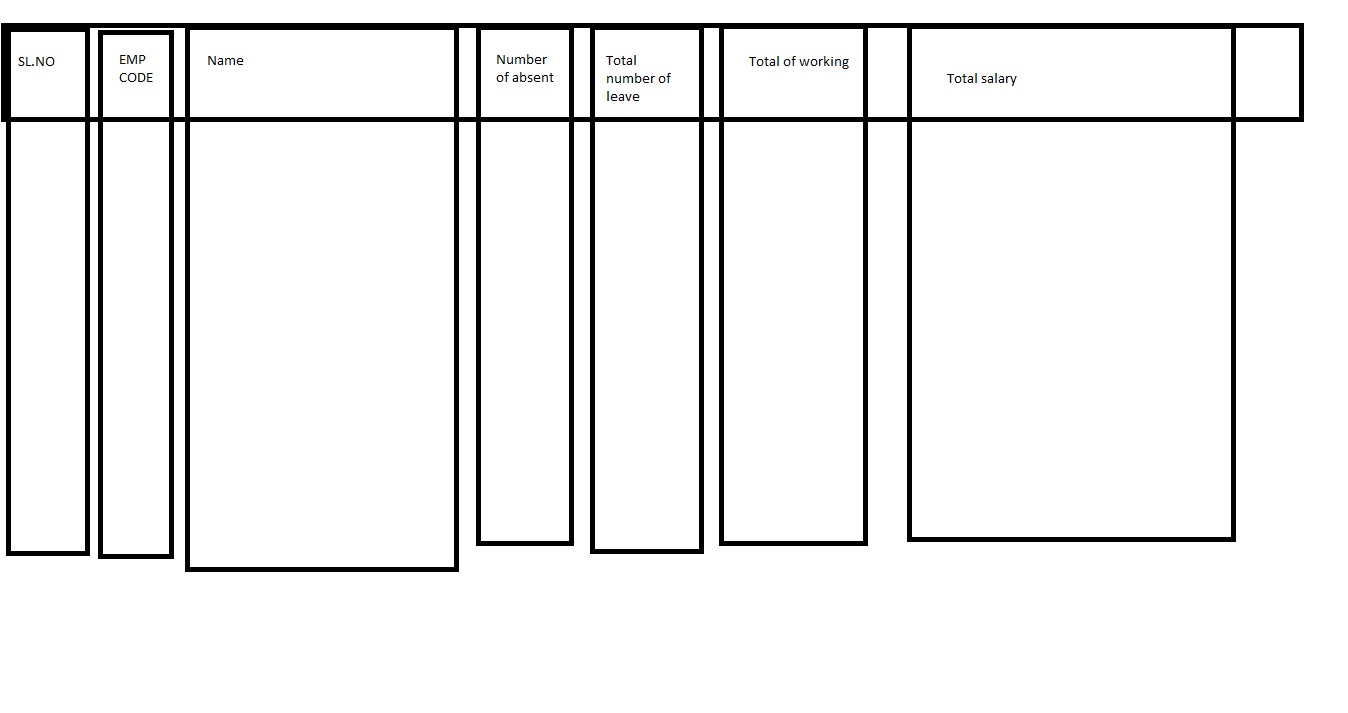 SL.NO
EMP
CODE
Name
Number
of absent
Total
number of
leave
Total of working
Total salary